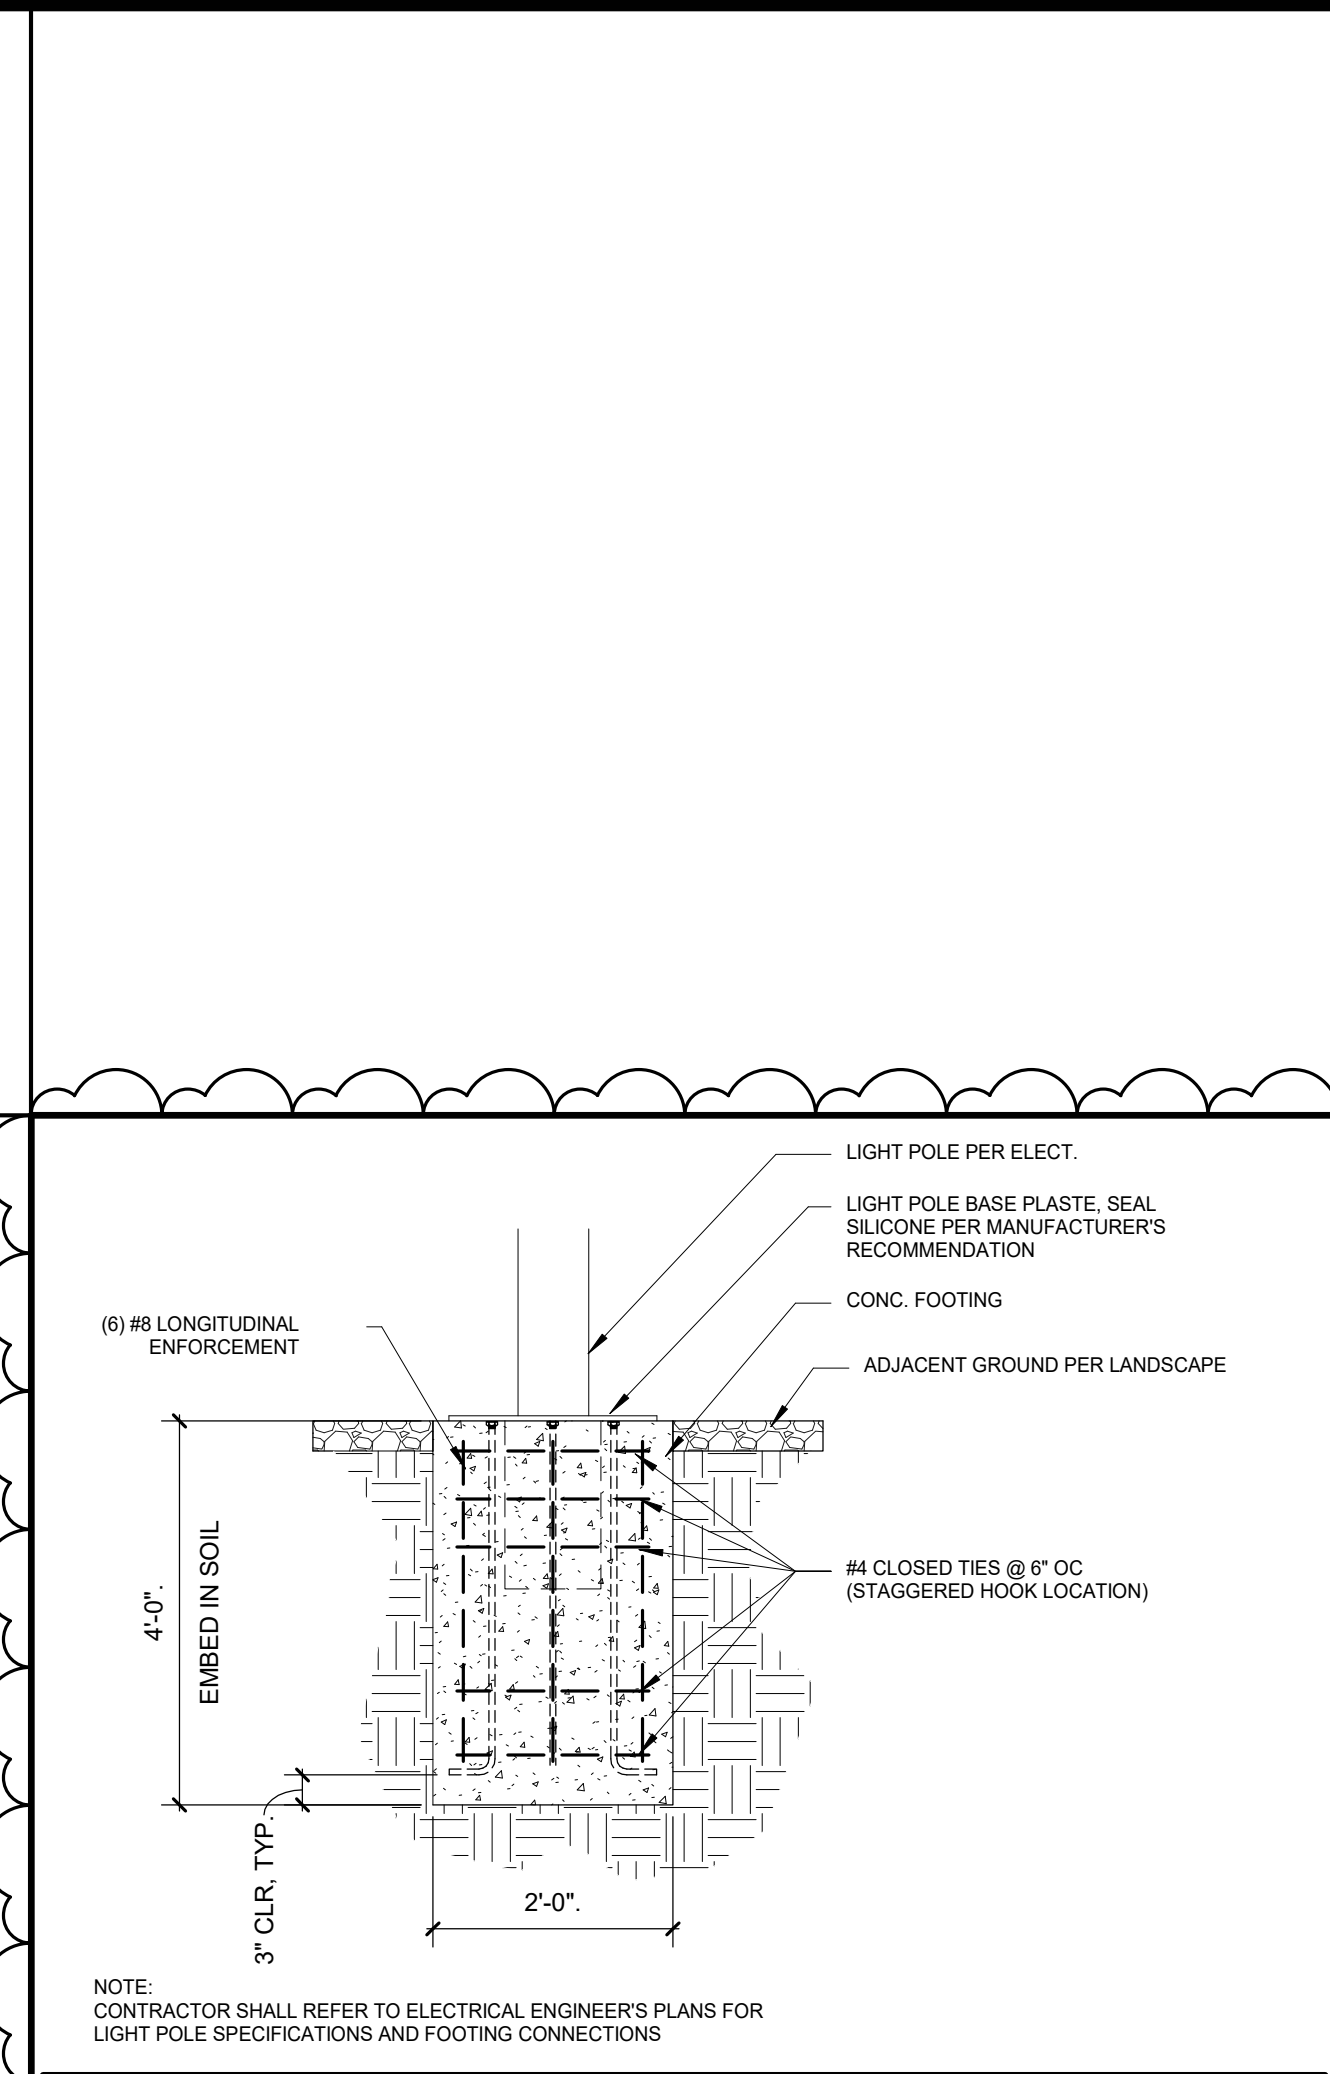 LIGHT POLE PER ELECT.
LIGHT POLE BASE PLASTE, SEAL
SILICONE PER MANUFACTURER'S
RECOMMENDATION
CONC. FOOTING
(6) #8 LONGITUDINAL
ENFORCEMENT
ADJACENT GROUND PER LANDSCAPE
4'-0".
EMBED IN SOIL
#4 CLOSED TIES @ 6" OC
(STAGGERED HOOK LOCATION)
3" CLR, TYP.
2'-0".
NOTE:
CONTRACTOR SHALL REFER TO ELECTRICAL ENGINEER'S PLANS FOR
LIGHT POLE SPECIFICATIONS AND FOOTING CONNECTIONS